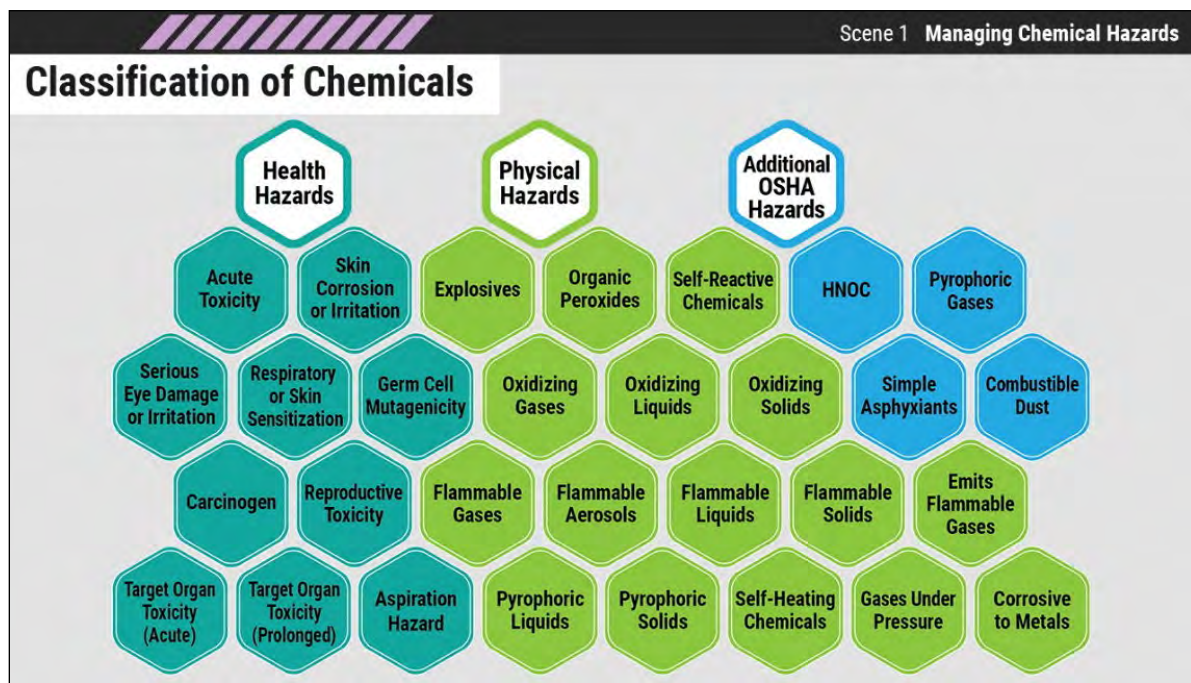 Scene 1 Managing Chemical Hazards
Classification of Chemicals
Health
Hazards
Physical
Hazards
Additional
OSHA
Hazards
Acute
Toxicity
Skin
Corrosion
or Irritation
Explosives
Organic
Peroxides
Self-Reactive
Chemicals
HNOC
Pyrophoric
Gases
Serious
Eye Damage
or Irritation
Respiratory
or Skin
Sensitization
Germ Cell
Mutagenicity
Oxidizing
Gases
Oxidizing
Liquids
Oxidizing
Solids
Simple
Asphyxiants
Combustible
Dust
Carcinogen
Reproductive
Toxicity
Flammable
Gases
Flammable
Aerosols
Flammable
Liquids
Flammable
Solids
Emits
Flammable
Gases
Target Organ
Toxicity
(Acute)
Target Organ
Toxicity
(Prolonged)
Aspiration
Hazard
Pyrophoric
Liquids
Pyrophoric
Solids
Self-Heating
Chemicals
Gases Under
Pressure
Corrosive
to Metals